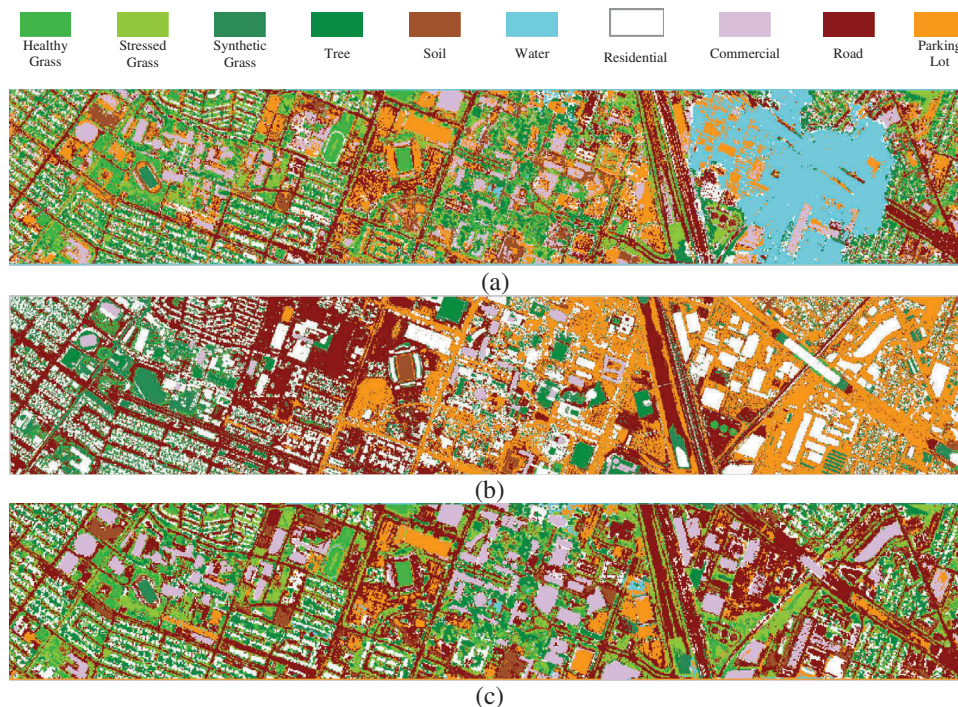 Healthy Grass
Stressed Grass
Synthetic Grass
Tree
Soil
Water
Residential
Commercial
Road
Parking Lot
(a)
(b)
(c)